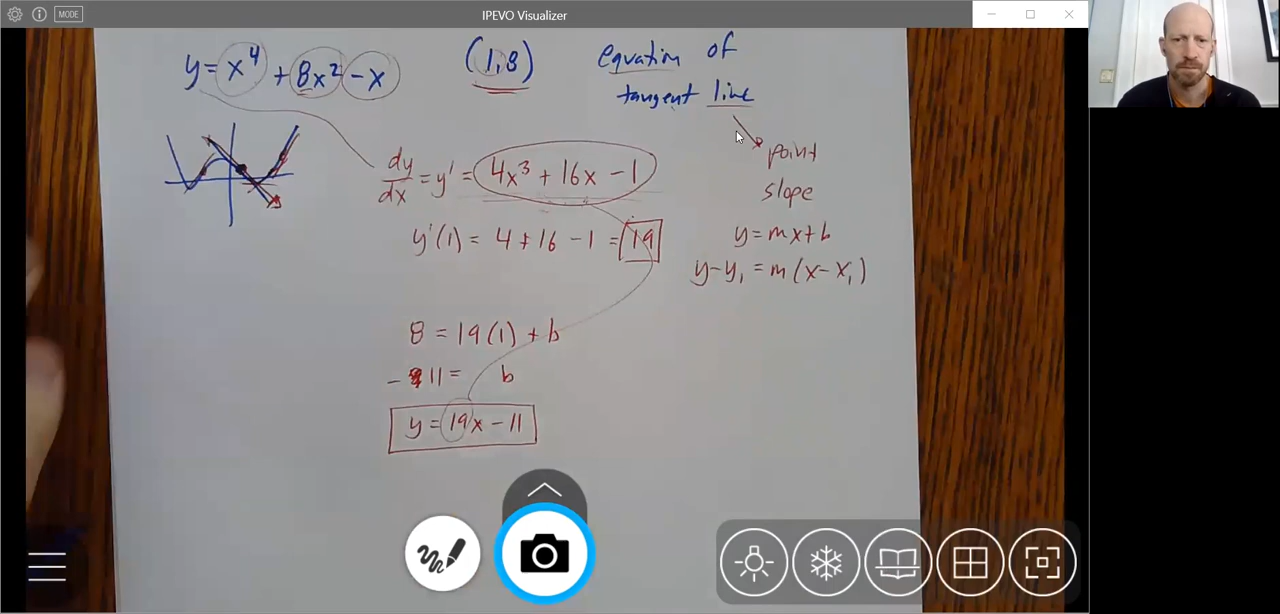 MODE
IPEVO Visualizer
y = x⁴ + 8x² - x
(1,8)
equation of
tangent line
point
slope
y = mx + b
y - y₁ = m(x - x₁)
dy/dx = y' = 4x³ + 16x - 1
y'(1) = 4 + 16 - 1 = 19
8 = 19(1) + b
-11 = b
y = 19x - 11